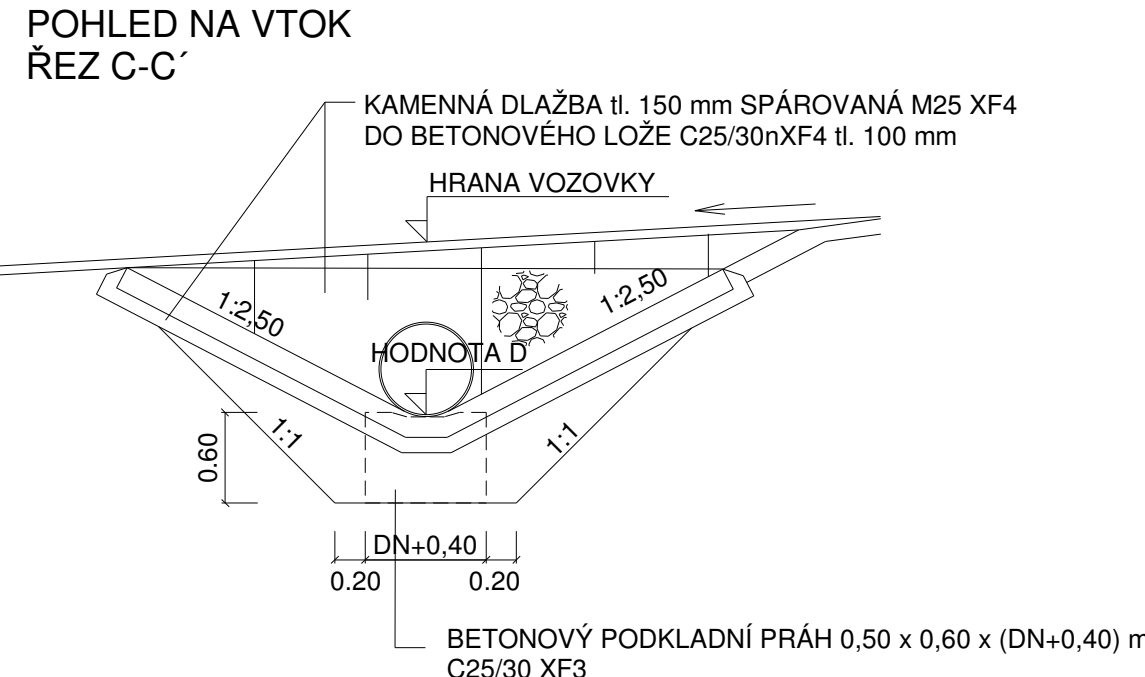 POHLED NA VTOK
ŘEZ C-C´
KAMENNÁ DLAŽBA tl. 150 mm SPÁROVANÁ M25 XF4
DO BETONOVÉHO LOŽE C25/30nXF4 tl. 100 mm
HRANA VOZOVKY
1:2,50
1:2,50
HODNOTA D
1:1
1:1
0.60
DN+0,40
0.20
0.20
BETONOVÝ PODKLADNÍ PRÁH 0,50 x 0,60 x (DN+0,40) m
C25/30 XF3